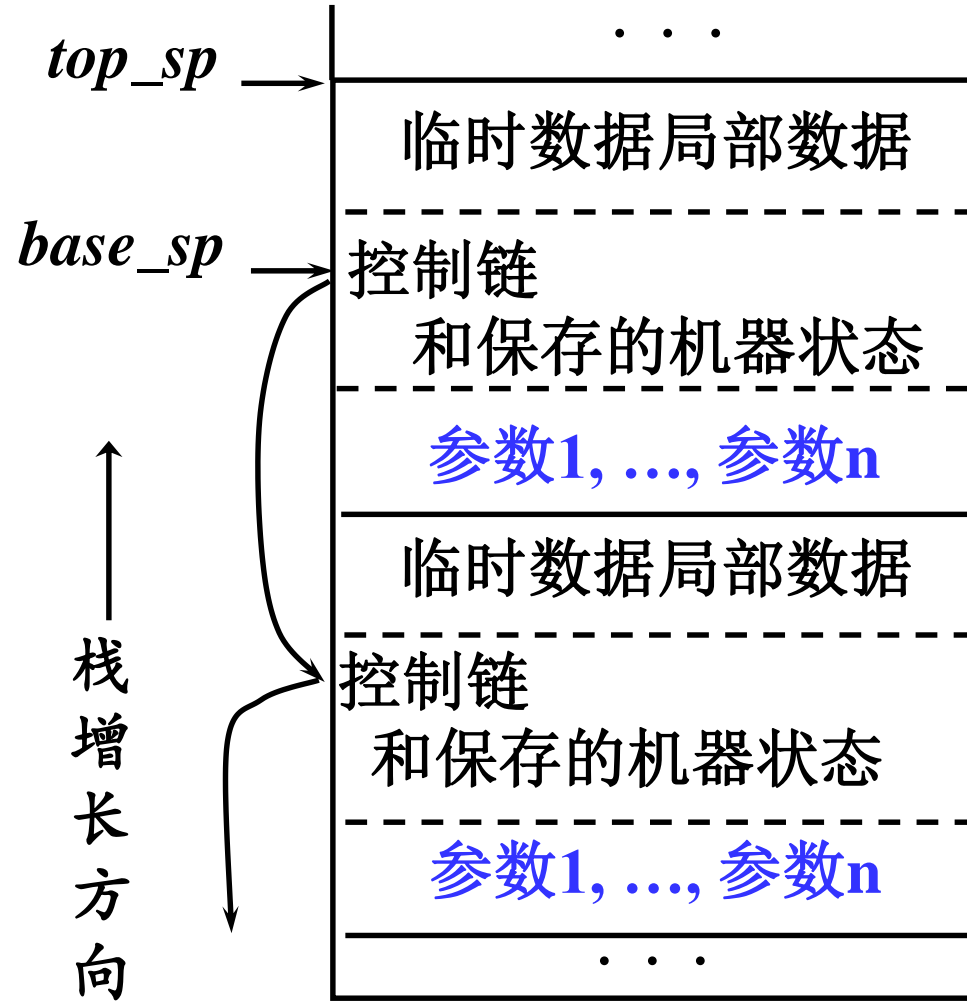 . . .
top_sp
临时数据局部数据
base_sp
控制链
和保存的机器状态
参数1, …, 参数n
临时数据局部数据
控制链
和保存的机器状态
参数1, …, 参数n
. . .
栈增长方向